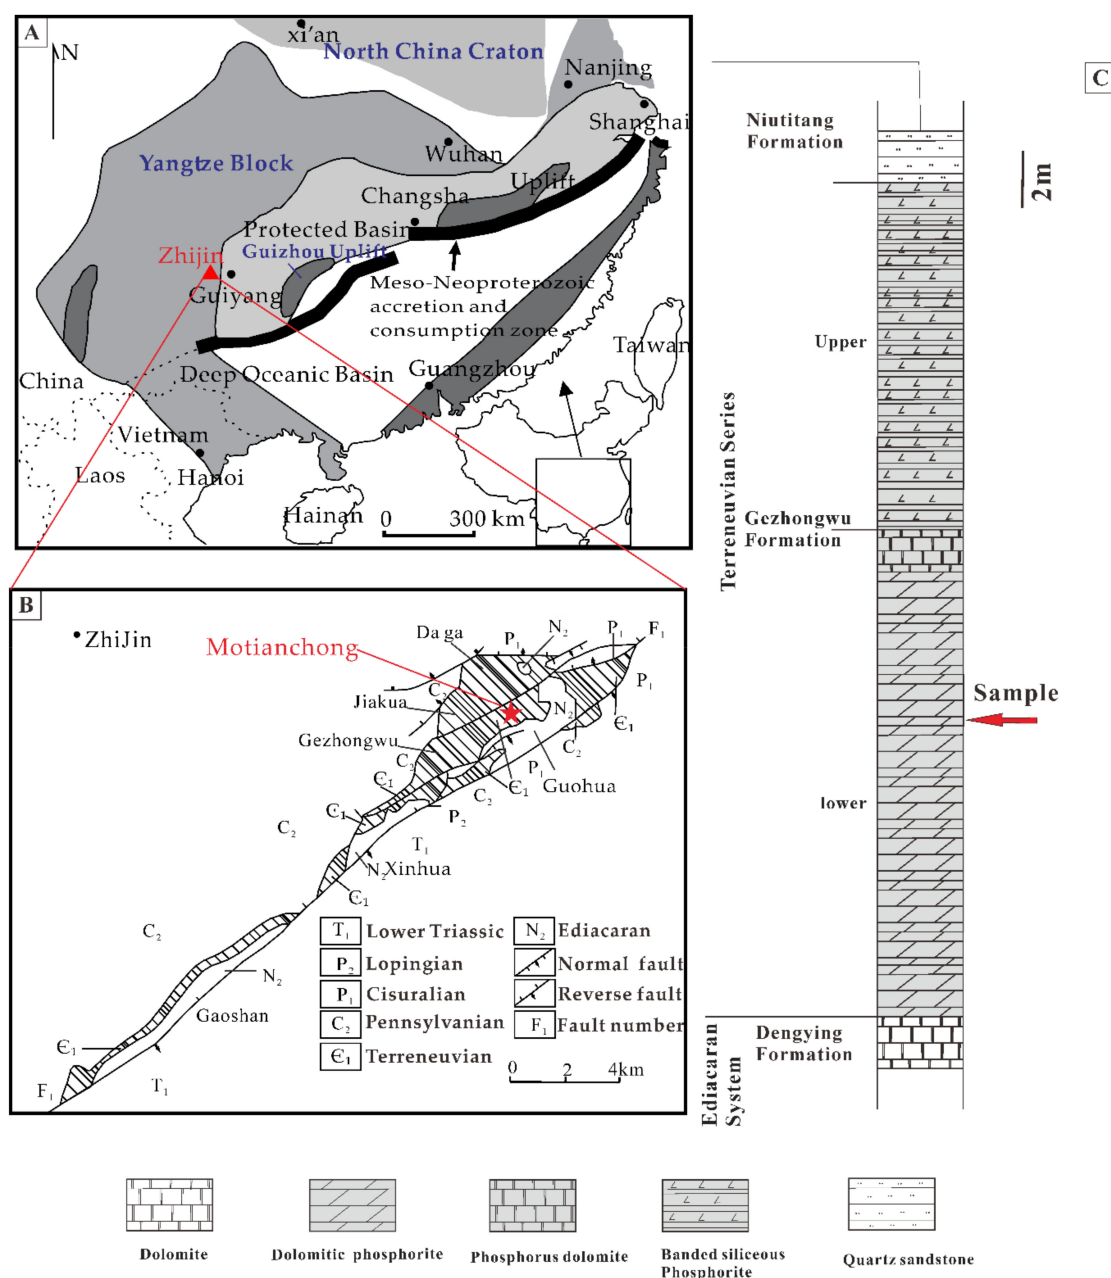 A
N
xi'an
North China Craton
Nanjing
Shanghai
Wuhan
Yangtze Block
Uplift
Changsha
Protected Basin
Guizhou Uplift
Zhijin
Guiyang
Meso-Neoproterozoic
accretion and
consumption zone
Taiwan
Deep Oceanic Basin
Guangzhou
China
Vietnam
Laos
Hanoi
Hainan
0 300 km
B
ZhiJin
Motianchong
Da ga
P1
N2
P1
F1
C2
P1
Jiakua
N2
Є1
Gezhongwu
C2
C2
P1
Guohua
Є1
Є1
C2
Є1
P2
C2
T1
N2
Xinhua
Є1
C2
N2
Gaoshan
Є1
F1
T1
T1 Lower Triassic
N2 Ediacaran
P2 Lopingian
Normal fault
P1 Cisuralian
Reverse fault
C2 Pennsylvanian
F1 Fault number
Є1 Terreneuvian
0 2 4km
C
Niutitang
Formation
2m
Upper
Terreneuvian Series
Gezhongwu
Formation
Sample
lower
Dengying
Formation
Ediacaran
System
Dolomite
Dolomitic phosphorite
Phosphorus dolomite
Banded siliceous
Phosphorite
Quartz sandstone